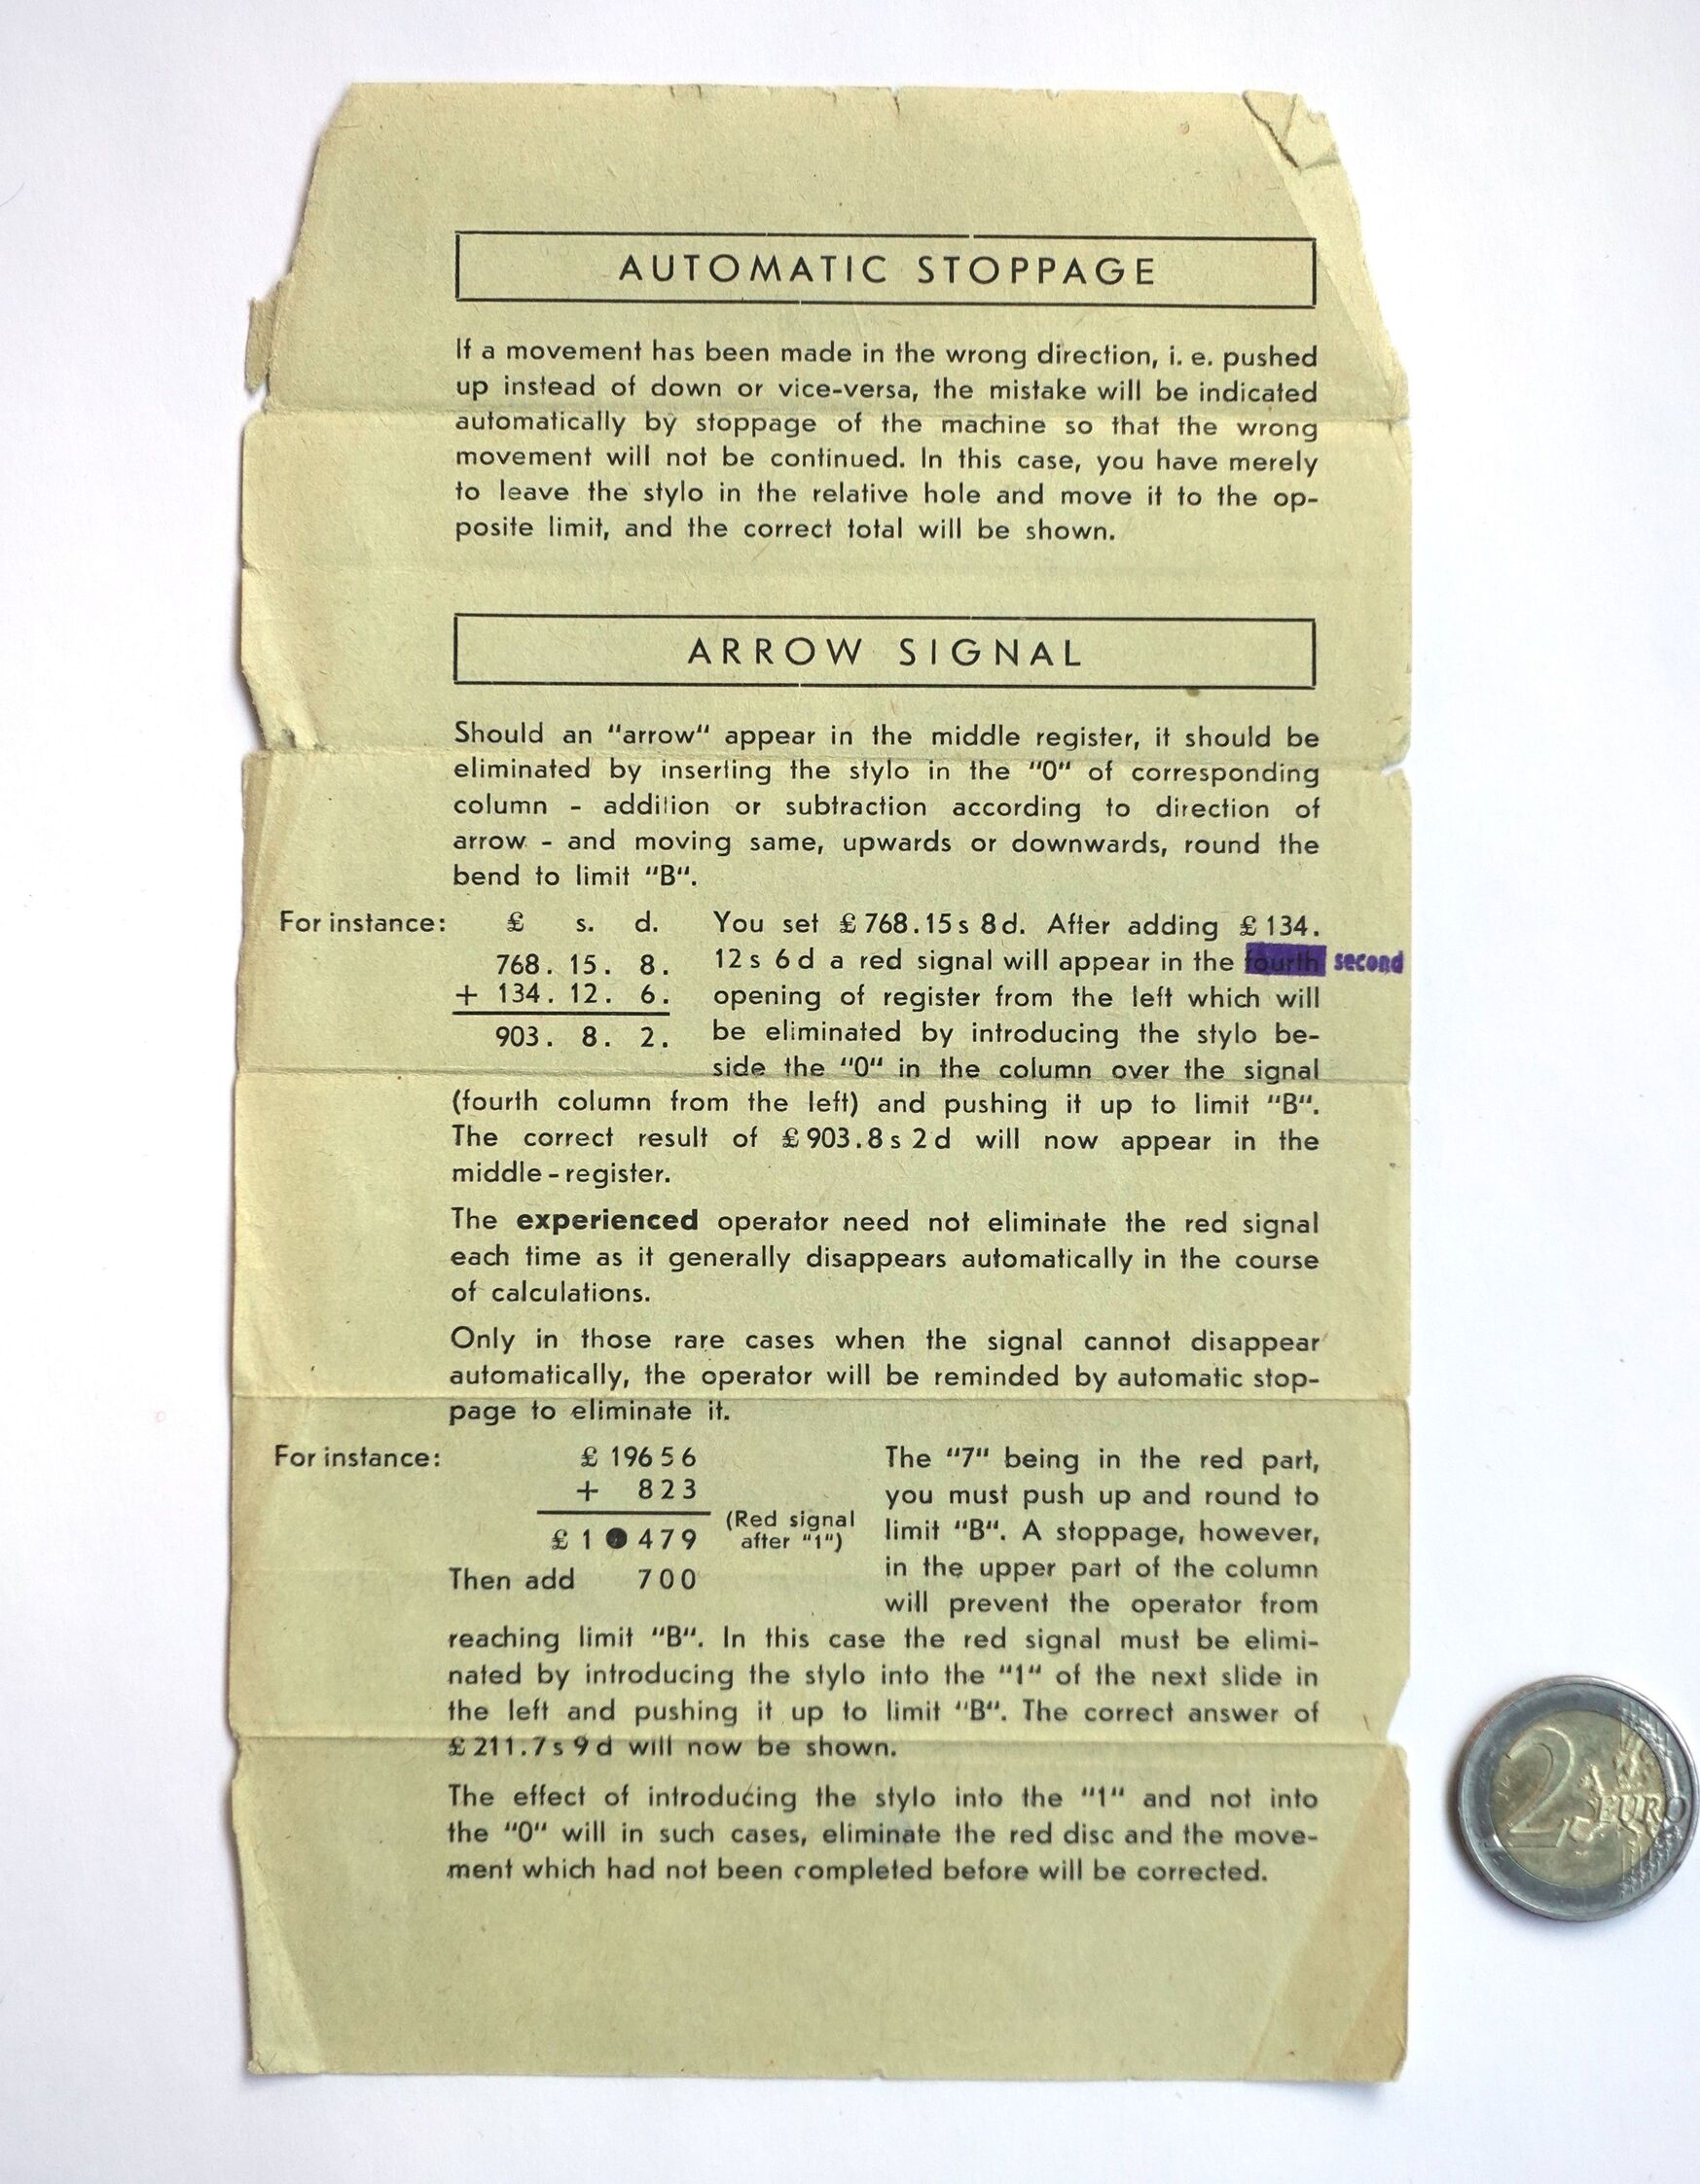 AUTOMATIC STOPPAGE
If a movement has been made in the wrong direction, i. e. pushed
up instead of down or vice-versa, the mistake will be indicated
automatically by stoppage of the machine so that the wrong
movement will not be continued. In this case, you have merely
to leave the stylo in the relative hole and move it to the op-
posite limit, and the correct total will be shown.
ARROW SIGNAL
Should an "arrow" appear in the middle register, it should be
eliminated by inserting the stylo in the "0" of corresponding
column - addition or subtraction according to direction of
arrow - and moving same, upwards or downwards, round the
bend to limit "B".
For instance:
£ s. d.
768. 15. 8.
+ 134. 12. 6.
903. 8. 2.
You set £ 768.15 s 8 d. After adding £ 134.
12 s 6 d a red signal will appear in the fourth second
opening of register from the left which will
be eliminated by introducing the stylo be-
side the "0" in the column over the signal
(fourth column from the left) and pushing it up to limit "B".
The correct result of £ 903.8 s 2 d will now appear in the
middle-register.
The experienced operator need not eliminate the red signal
each time as it generally disappears automatically in the course
of calculations.
Only in those rare cases when the signal cannot disappear
automatically, the operator will be reminded by automatic stop-
page to eliminate it.
For instance:
£ 19656
+ 823
£ 1 ● 479
(Red signal
after "1")
Then add 700
The "7" being in the red part,
you must push up and round to
limit "B". A stoppage, however,
in the upper part of the column
will prevent the operator from
reaching limit "B". In this case the red signal must be elimi-
nated by introducing the stylo into the "1" of the next slide in
the left and pushing it up to limit "B". The correct answer of
£ 211.7 s 9 d will now be shown.
The effect of introducing the stylo into the "1" and not into
the "0" will in such cases, eliminate the red disc and the move-
ment which had not been completed before will be corrected.
2 EURO